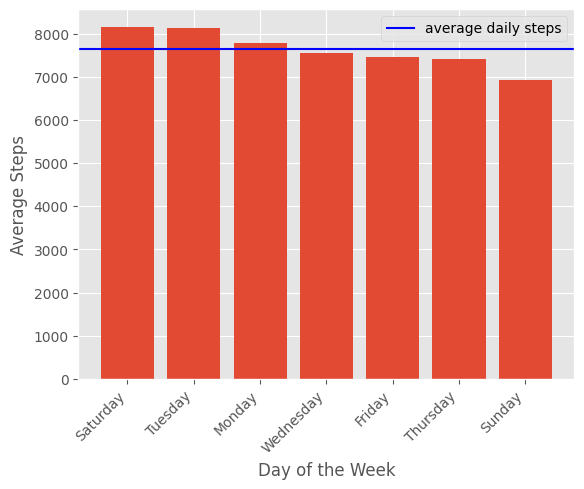 average daily steps
8000
7000
6000
5000
4000
3000
2000
1000
0
Average Steps
Saturday
Tuesday
Monday
Wednesday
Friday
Thursday
Sunday
Day of the Week